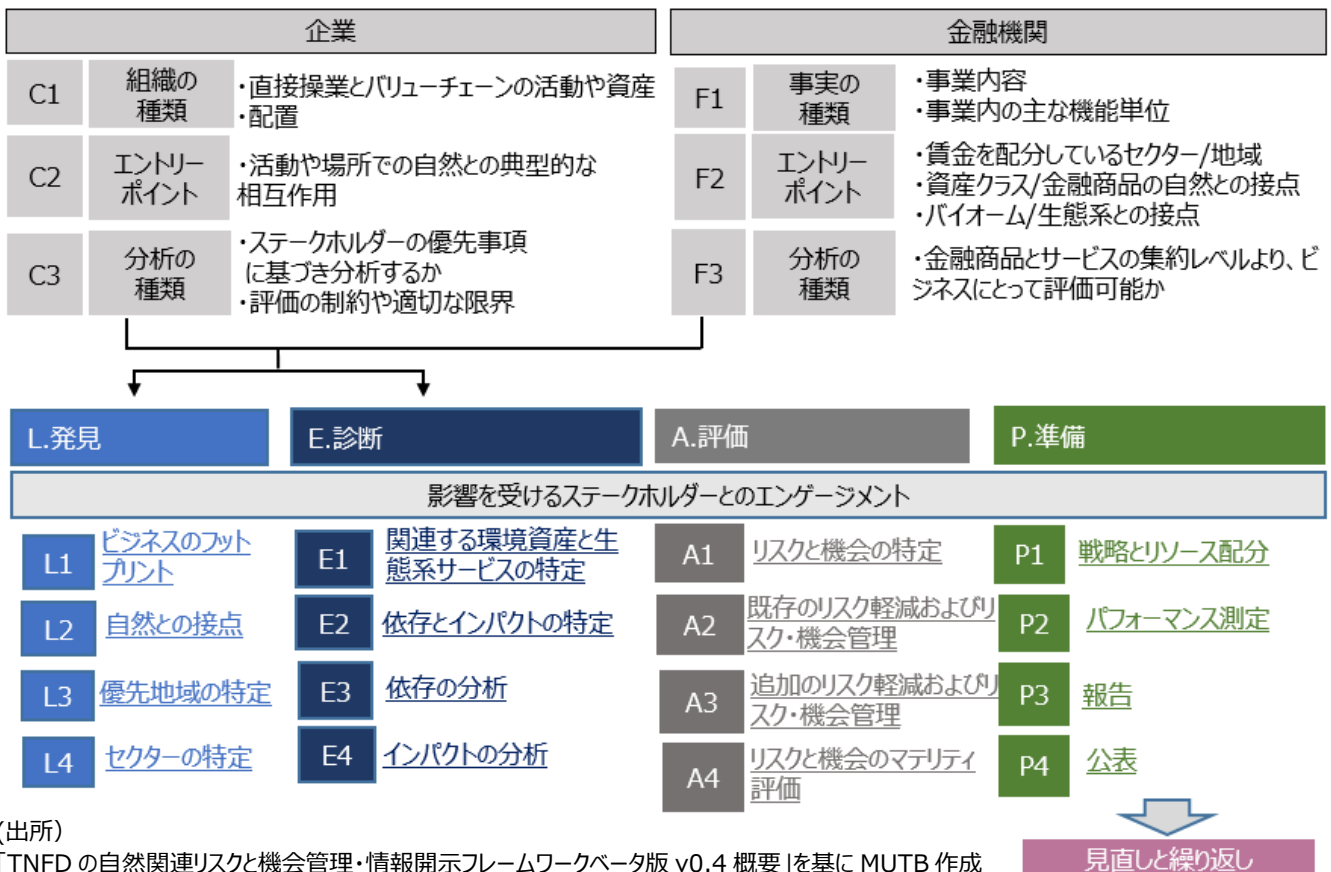 企業
C1
組織の
種類
・直接操業とバリューチェーンの活動や資産
・配置
C2
エントリー
ポイント
・活動や場所での自然との典型的な
相互作用
C3
分析の
種類
・ステークホルダーの優先事項
に基づき分析するか
・評価の制約や適切な限界
金融機関
F1
事実の
種類
・事業内容
・事業内の主な機能単位
F2
エントリー
ポイント
・賃金を配分しているセクター/地域
・資産クラス/金融商品の自然との接点
・バイオーム/生態系との接点
F3
分析の
種類
・金融商品とサービスの集約レベルより、ビ
ジネスにとって評価可能か
L.発見
E.診断
A.評価
P.準備
影響を受けるステークホルダーとのエンゲージメント
L1
ビジネスのフット
プリント
L2
自然との接点
L3
優先地域の特定
L4
セクターの特定
E1
関連する環境資産と生
態系サービスの特定
E2
依存とインパクトの特定
E3
依存の分析
E4
インパクトの分析
A1
リスクと機会の特定
A2
既存のリスク軽減およびリ
スク・機会管理
A3
追加のリスク軽減およびリ
スク・機会管理
A4
リスクと機会のマテリティ
評価
P1
戦略とリソース配分
P2
パフォーマンス測定
P3
報告
P4
公表
見直しと繰り返し
(出所)
「TNFD の自然関連リスクと機会管理・情報開示フレームワークベータ版 v0.4 概要」を基に MUTB 作成